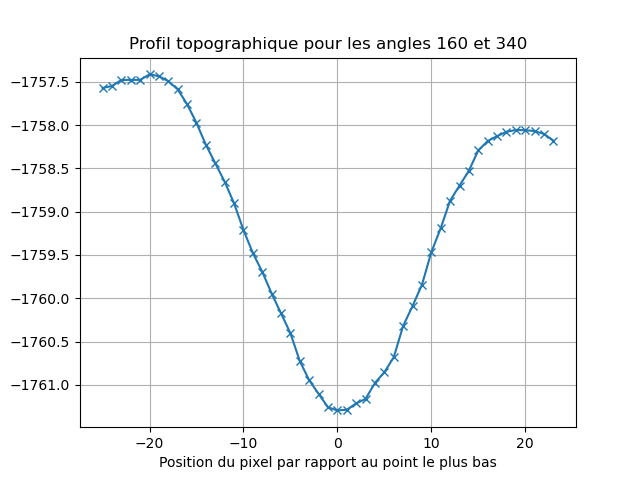 Profil topographique pour les angles 160 et 340
−1757.5
−1758.0
−1758.5
−1759.0
−1759.5
−1760.0
−1760.5
−1761.0
−20 −10 0 10 20
Position du pixel par rapport au point le plus bas